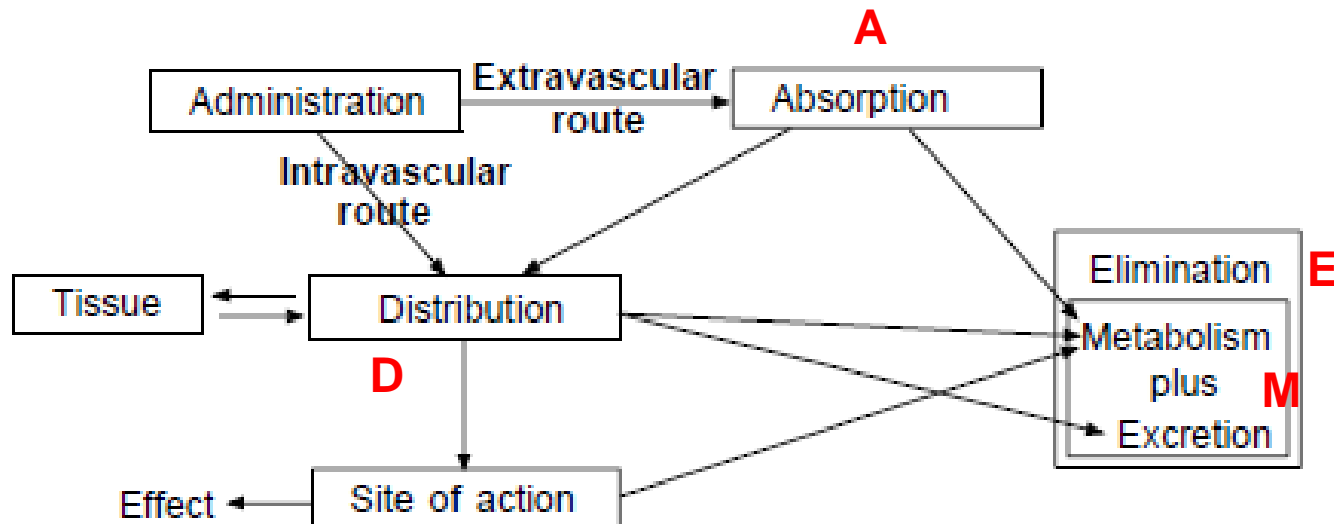 A
Administration
Extravascular
route
Absorption
Intravascular
route
Elimination
E
Tissue
Distribution
Metabolism
plus
M
Excretion
D
Effect
Site of action